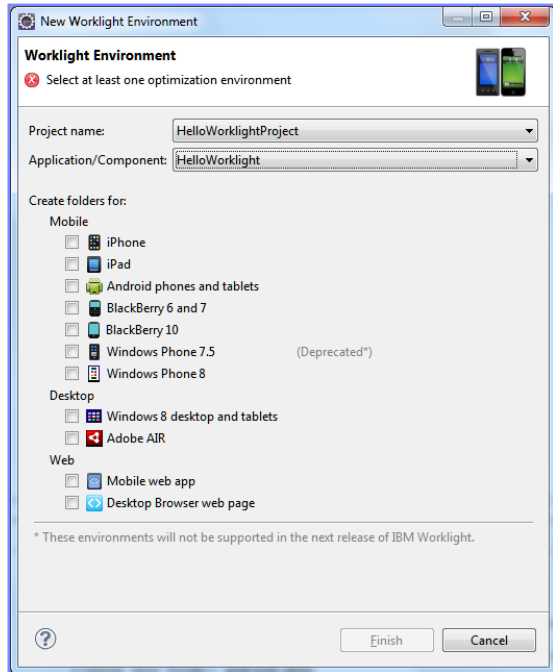 New Worklight Environment
Worklight Environment
Select at least one optimization environment
Project name: HelloWorklightProject
Application/Component: HelloWorklight
Create folders for:
Mobile
iPhone
iPad
Android phones and tablets
BlackBerry 6 and 7
BlackBerry 10
Windows Phone 7.5 (Deprecated*)
Windows Phone 8
Desktop
Windows 8 desktop and tablets
Adobe AIR
Web
Mobile web app
Desktop Browser web page
* These environments will not be supported in the next release of IBM Worklight.
? Finish Cancel